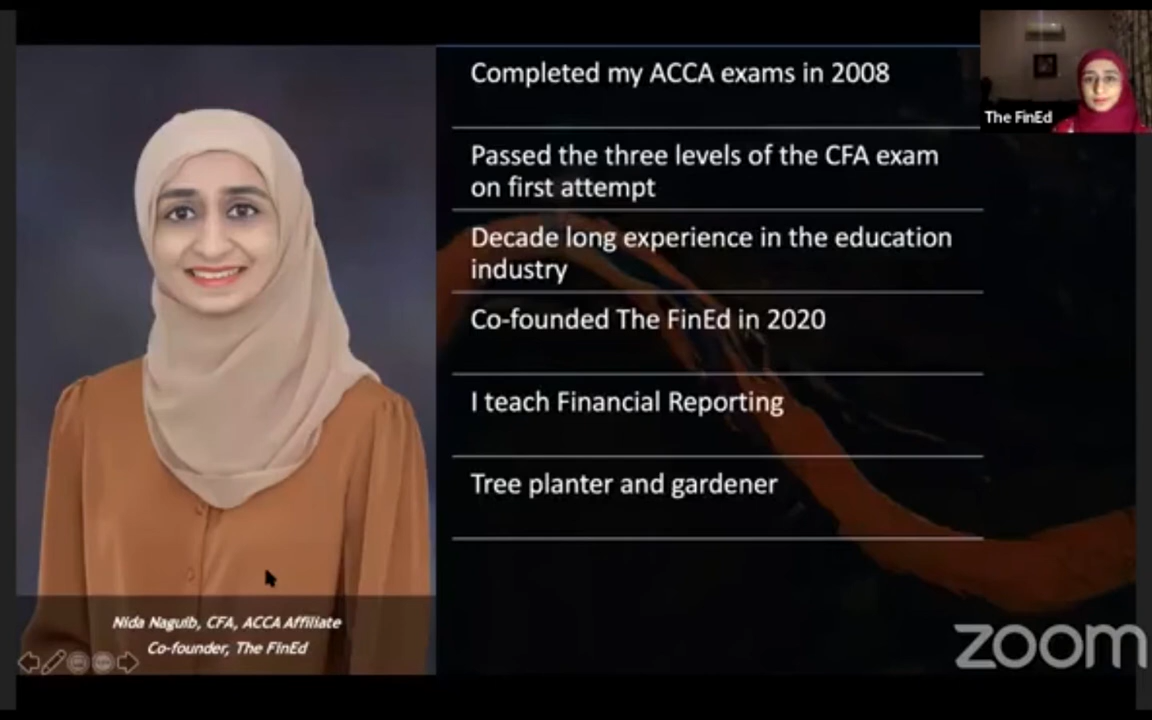 Completed my ACCA exams in 2008
The FinEd
Passed the three levels of the CFA exam
on first attempt
Decade long experience in the education
industry
Co-founded The FinEd in 2020
I teach Financial Reporting
Tree planter and gardener
Nida Naguib, CFA, ACCA Affiliate
Co-founder, The FinEd
zoom